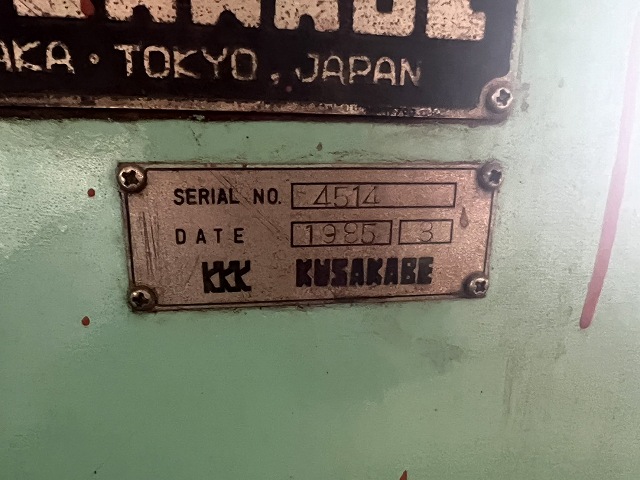 AKA · TOKYO, JAPAN
SERIAL NO. 4514
DATE 1985 3
KKK KUSAKABE